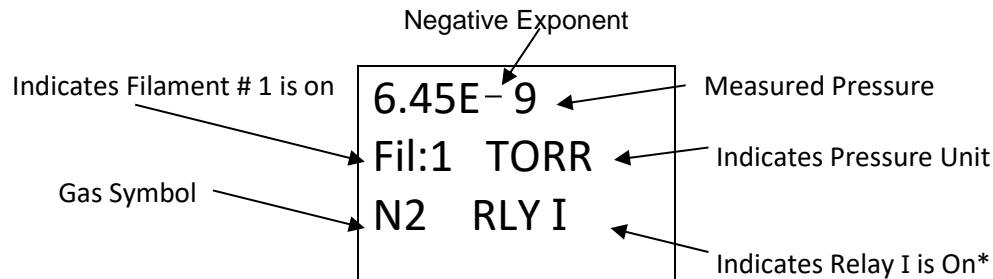 Negative Exponent
Indicates Filament # 1 is on
6.45E- 9
Measured Pressure
Fil:1 TORR
Indicates Pressure Unit
Gas Symbol
N2 RLY I
Indicates Relay I is On*